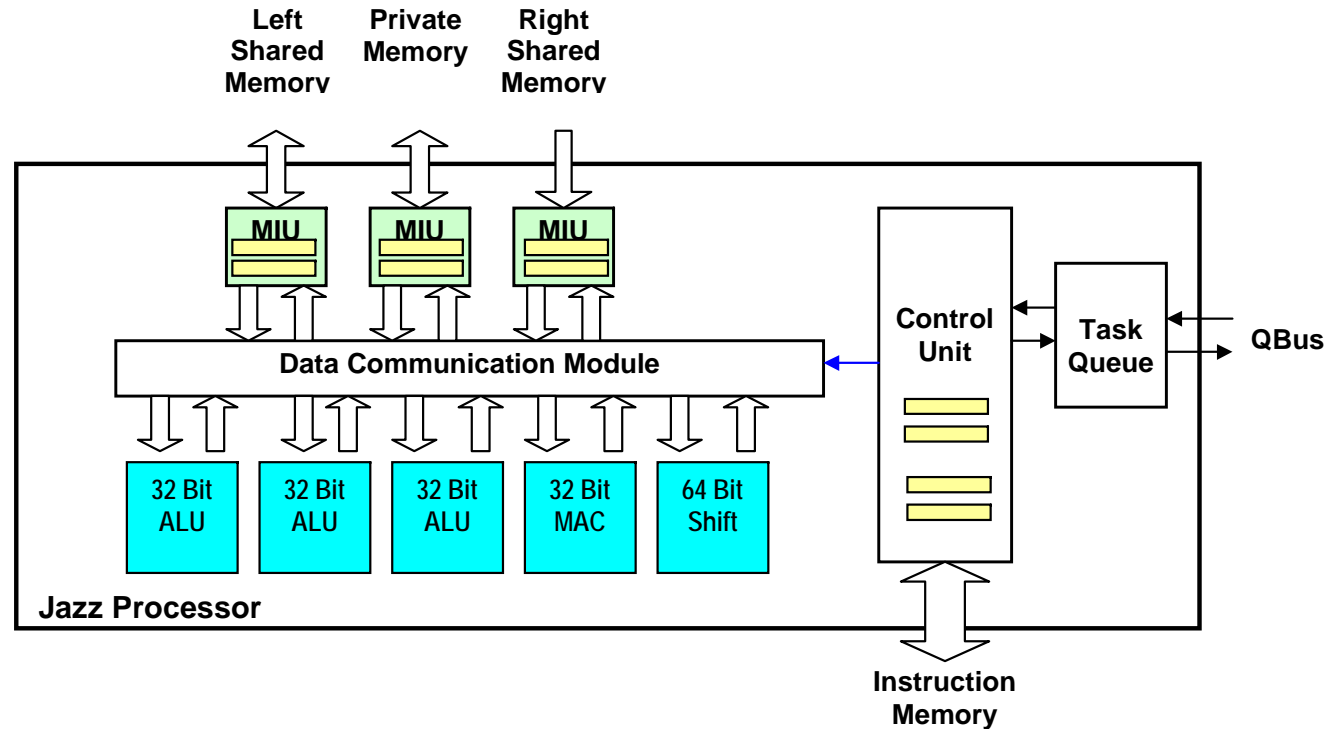 Left
Shared
Memory
Private
Memory
Right
Shared
Memory
MIU
MIU
MIU
Data Communication Module
Control
Unit
Task
Queue
QBus
32 Bit
ALU
32 Bit
ALU
32 Bit
ALU
32 Bit
MAC
64 Bit
Shift
Jazz Processor
Instruction
Memory